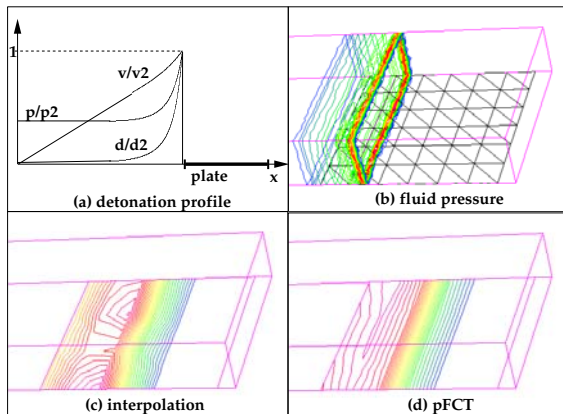 1
v/v2
p/p2
d/d2
plate
x
(a) detonation profile
(b) fluid pressure
(c) interpolation
(d) pFCT